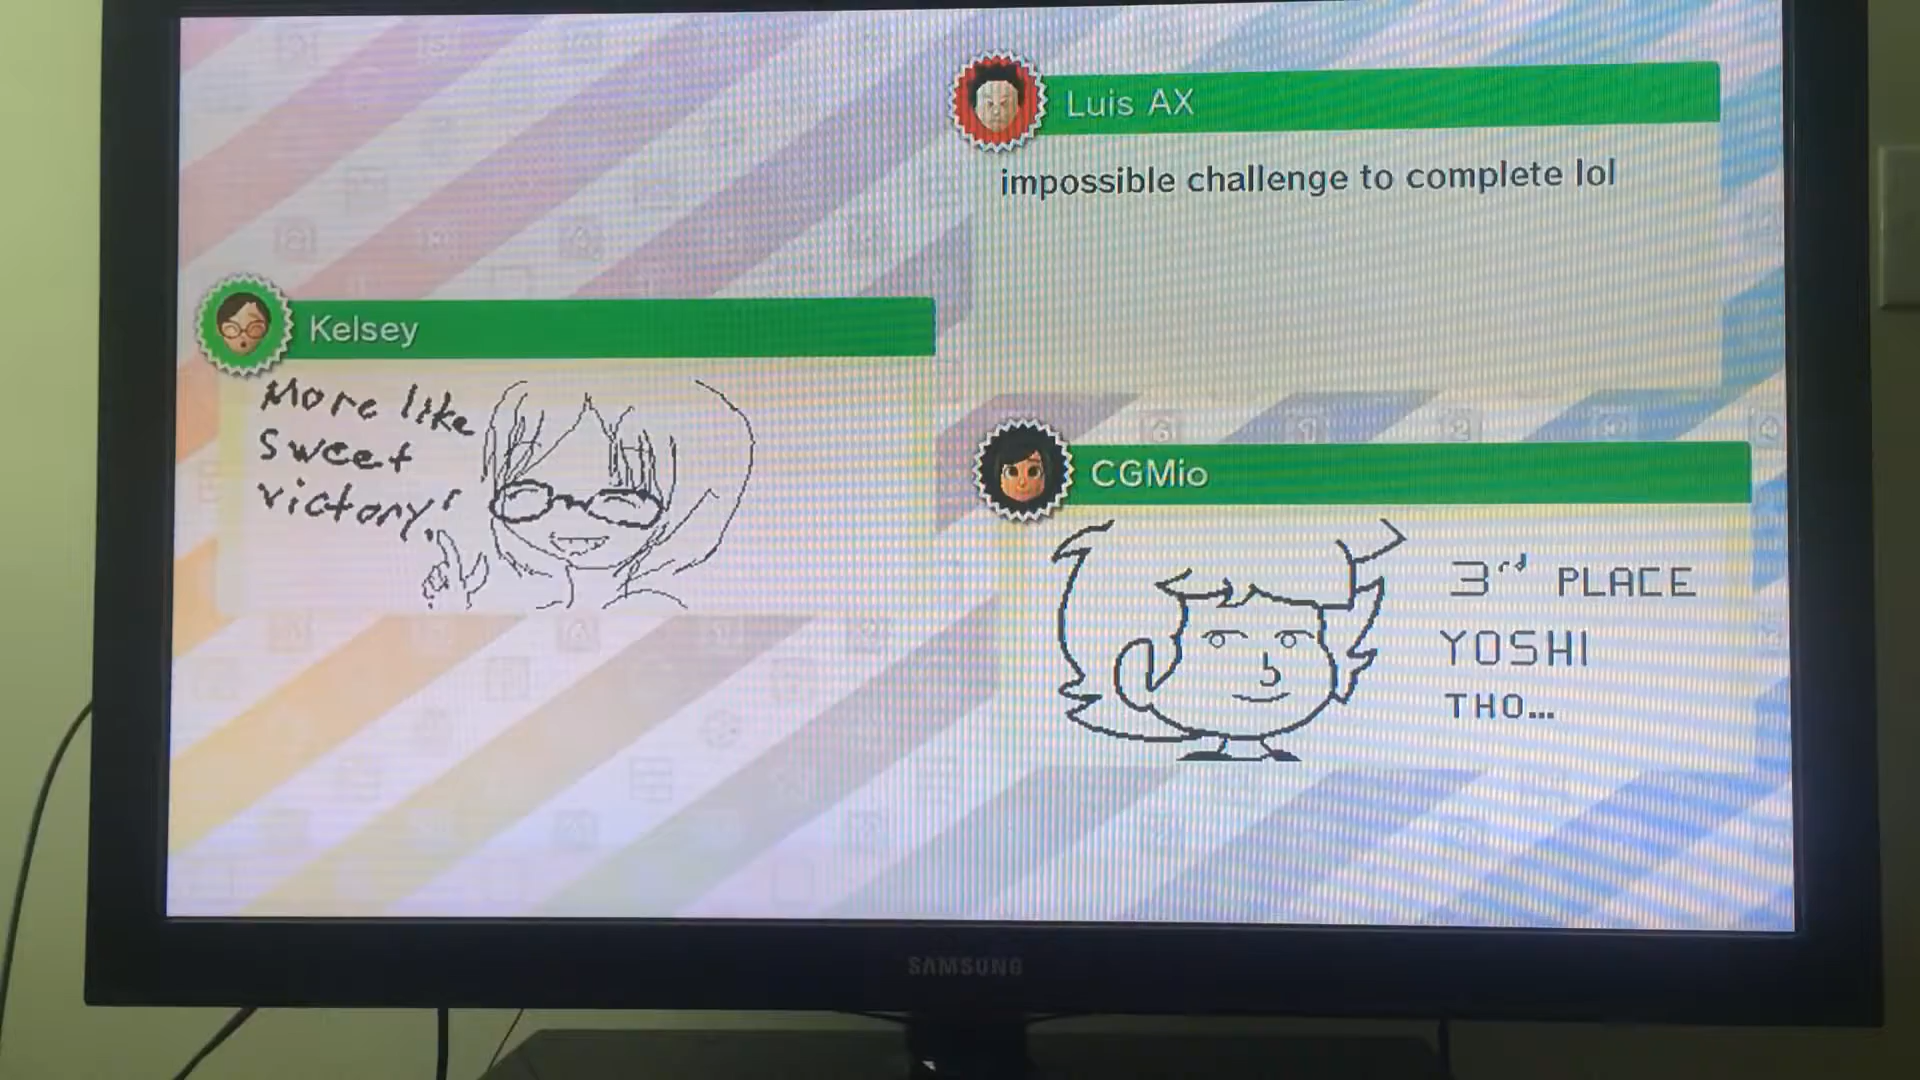 Luis AX
impossible challenge to complete lol
Kelsey
More like
sweet
victory!
CGMio
3rd PLACE
YOSHI
THO...
SAMSUNG